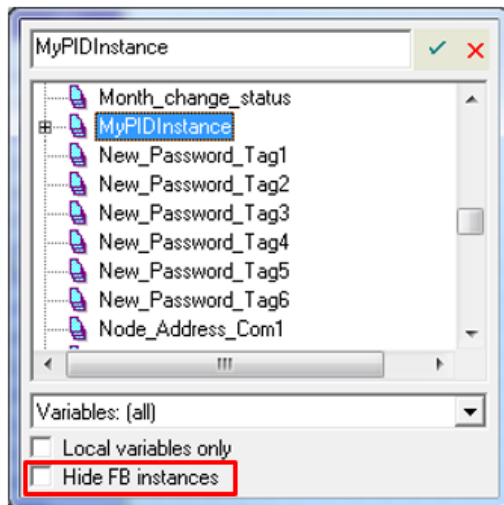 MyPIDInstance
Month_change_status
MyPIDInstance
New_Password_Tag1
New_Password_Tag2
New_Password_Tag3
New_Password_Tag4
New_Password_Tag5
New_Password_Tag6
Node_Address_Com1
Variables: (all)
Local variables only
Hide FB instances